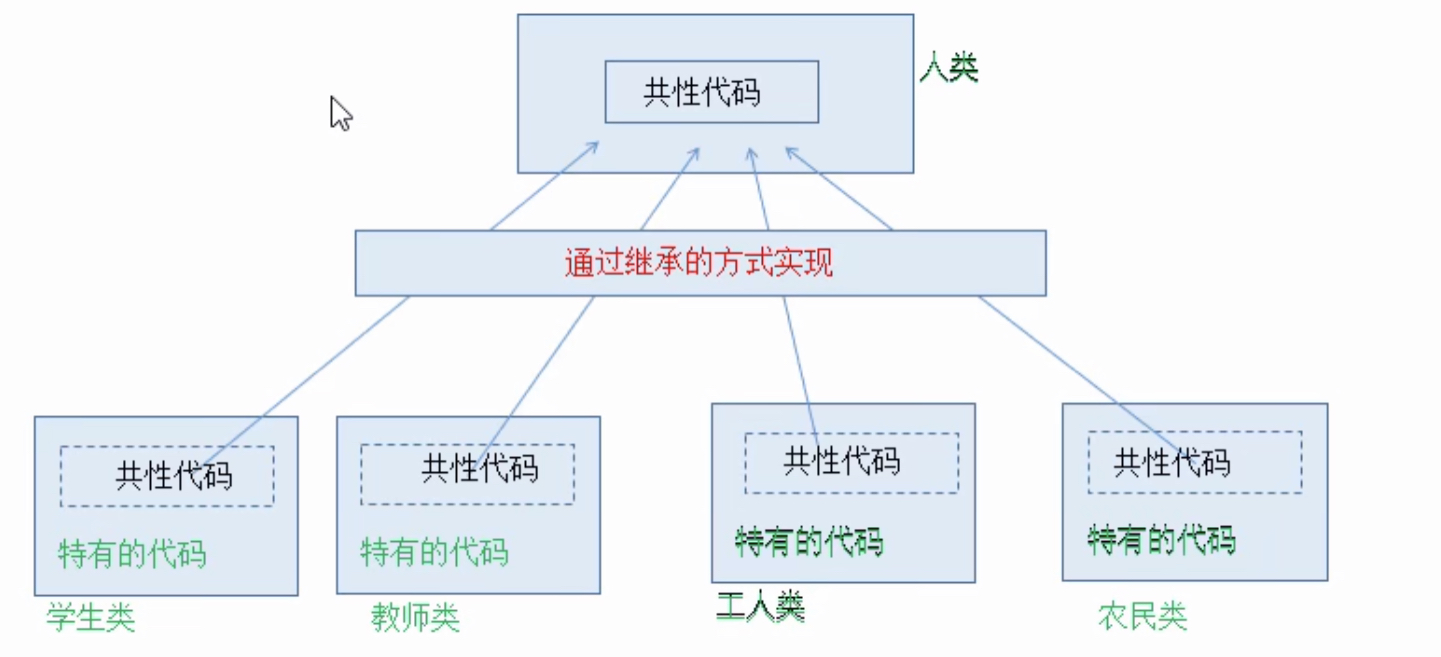 共性代码
人类
通过继承的方式实现
共性代码
特有的代码
学生类
共性代码
特有的代码
教师类
共性代码
特有的代码
工人类
共性代码
特有的代码
农民类